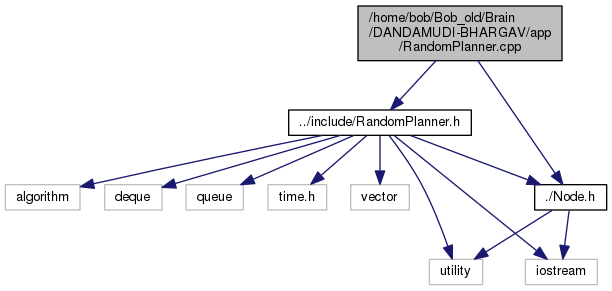 /home/bob/Bob_old/Brain
/DANDAMUDI-BHARGAV/app
/RandomPlanner.cpp
../include/RandomPlanner.h
algorithm
deque
queue
time.h
vector
./Node.h
utility
iostream